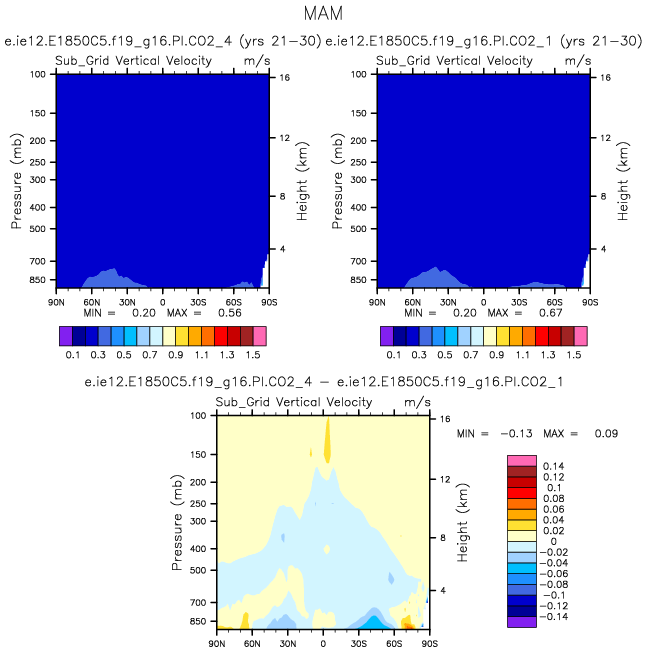 MAM
e.ie12.E1850C5.f19_g16.PI.CO2_4 (yrs 21-30) e.ie12.E1850C5.f19_g16.PI.CO2_1 (yrs 21-30)
Sub_Grid Vertical Velocity m/s
Pressure (mb)
100
150
200
250
300
400
500
700
850
16
12
8
4
Height (km)
90N 60N 30N 0 30S 60S 90S
MIN = 0.20 MAX = 0.56
0.1 0.3 0.5 0.7 0.9 1.1 1.3 1.5
Sub_Grid Vertical Velocity m/s
Pressure (mb)
100
150
200
250
300
400
500
700
850
16
12
8
4
Height (km)
90N 60N 30N 0 30S 60S 90S
MIN = 0.20 MAX = 0.67
0.1 0.3 0.5 0.7 0.9 1.1 1.3 1.5
e.ie12.E1850C5.f19_g16.PI.CO2_4 - e.ie12.E1850C5.f19_g16.PI.CO2_1
Sub_Grid Vertical Velocity m/s
Pressure (mb)
100
150
200
250
300
400
500
700
850
16
12
8
4
Height (km)
90N 60N 30N 0 30S 60S 90S
MIN = -0.13 MAX = 0.09
0.14
0.12
0.1
0.08
0.06
0.04
0.02
0
-0.02
-0.04
-0.06
-0.08
-0.1
-0.12
-0.14